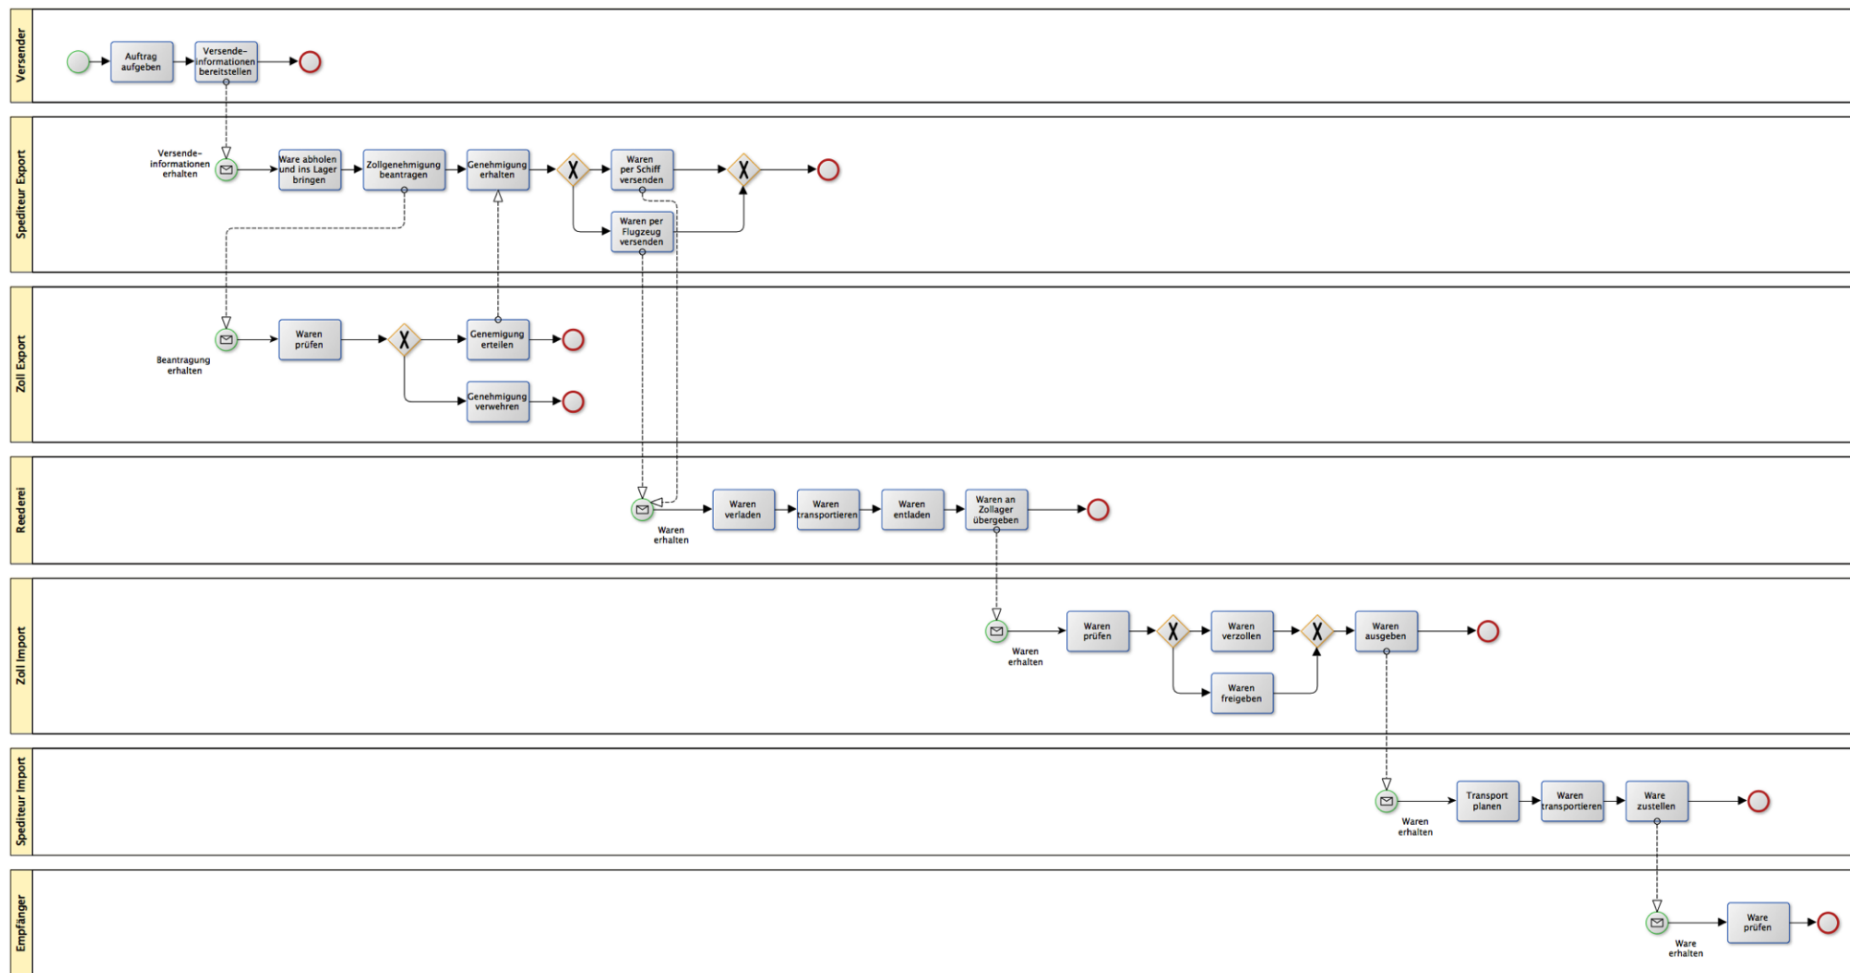 Versender
Auftrag
aufgeben
Versende-
informationen
bereitstellen
Spediteur Export
Versende-
informationen
erhalten
Ware abholen
und ins Lager
bringen
Zollgenehmigung
beantragen
Genehmigung
erhalten
Waren
per Schiff
versenden
Waren per
Flugzeug
versenden
Zoll Export
Beantragung
erhalten
Waren
prüfen
Genemigung
erteilen
Genehmigung
verwehren
Reederei
Waren
erhalten
Waren
verladen
Waren
transportieren
Waren
entladen
Waren an
Zollager
übergeben
Zoll Import
Waren
erhalten
Waren
prüfen
Waren
verzollen
Waren
freigeben
Waren
ausgeben
Spediteur Import
Waren
erhalten
Transport
planen
Waren
transportieren
Ware
zustellen
Empfänger
Ware
erhalten
Ware
prüfen